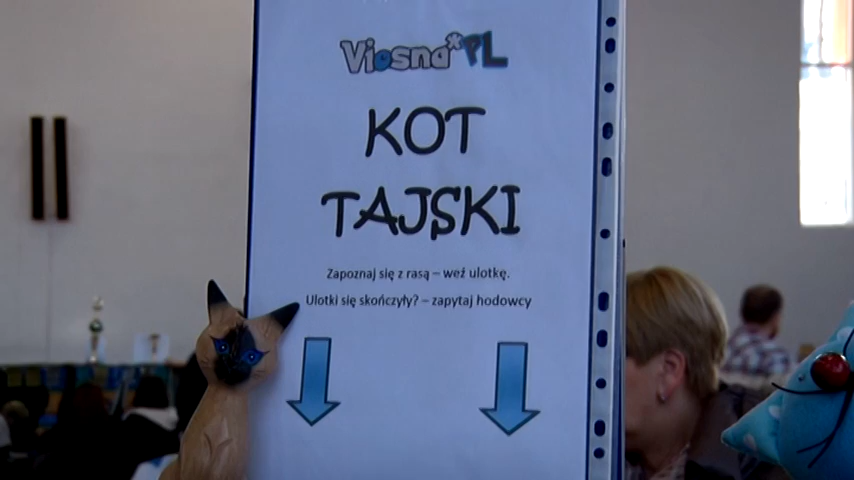 Viosna*PL
KOT
TAJSKI
Zapoznaj się z rasą – weź ulotkę.
Ulotki się skończyły? – zapytaj hodowcy